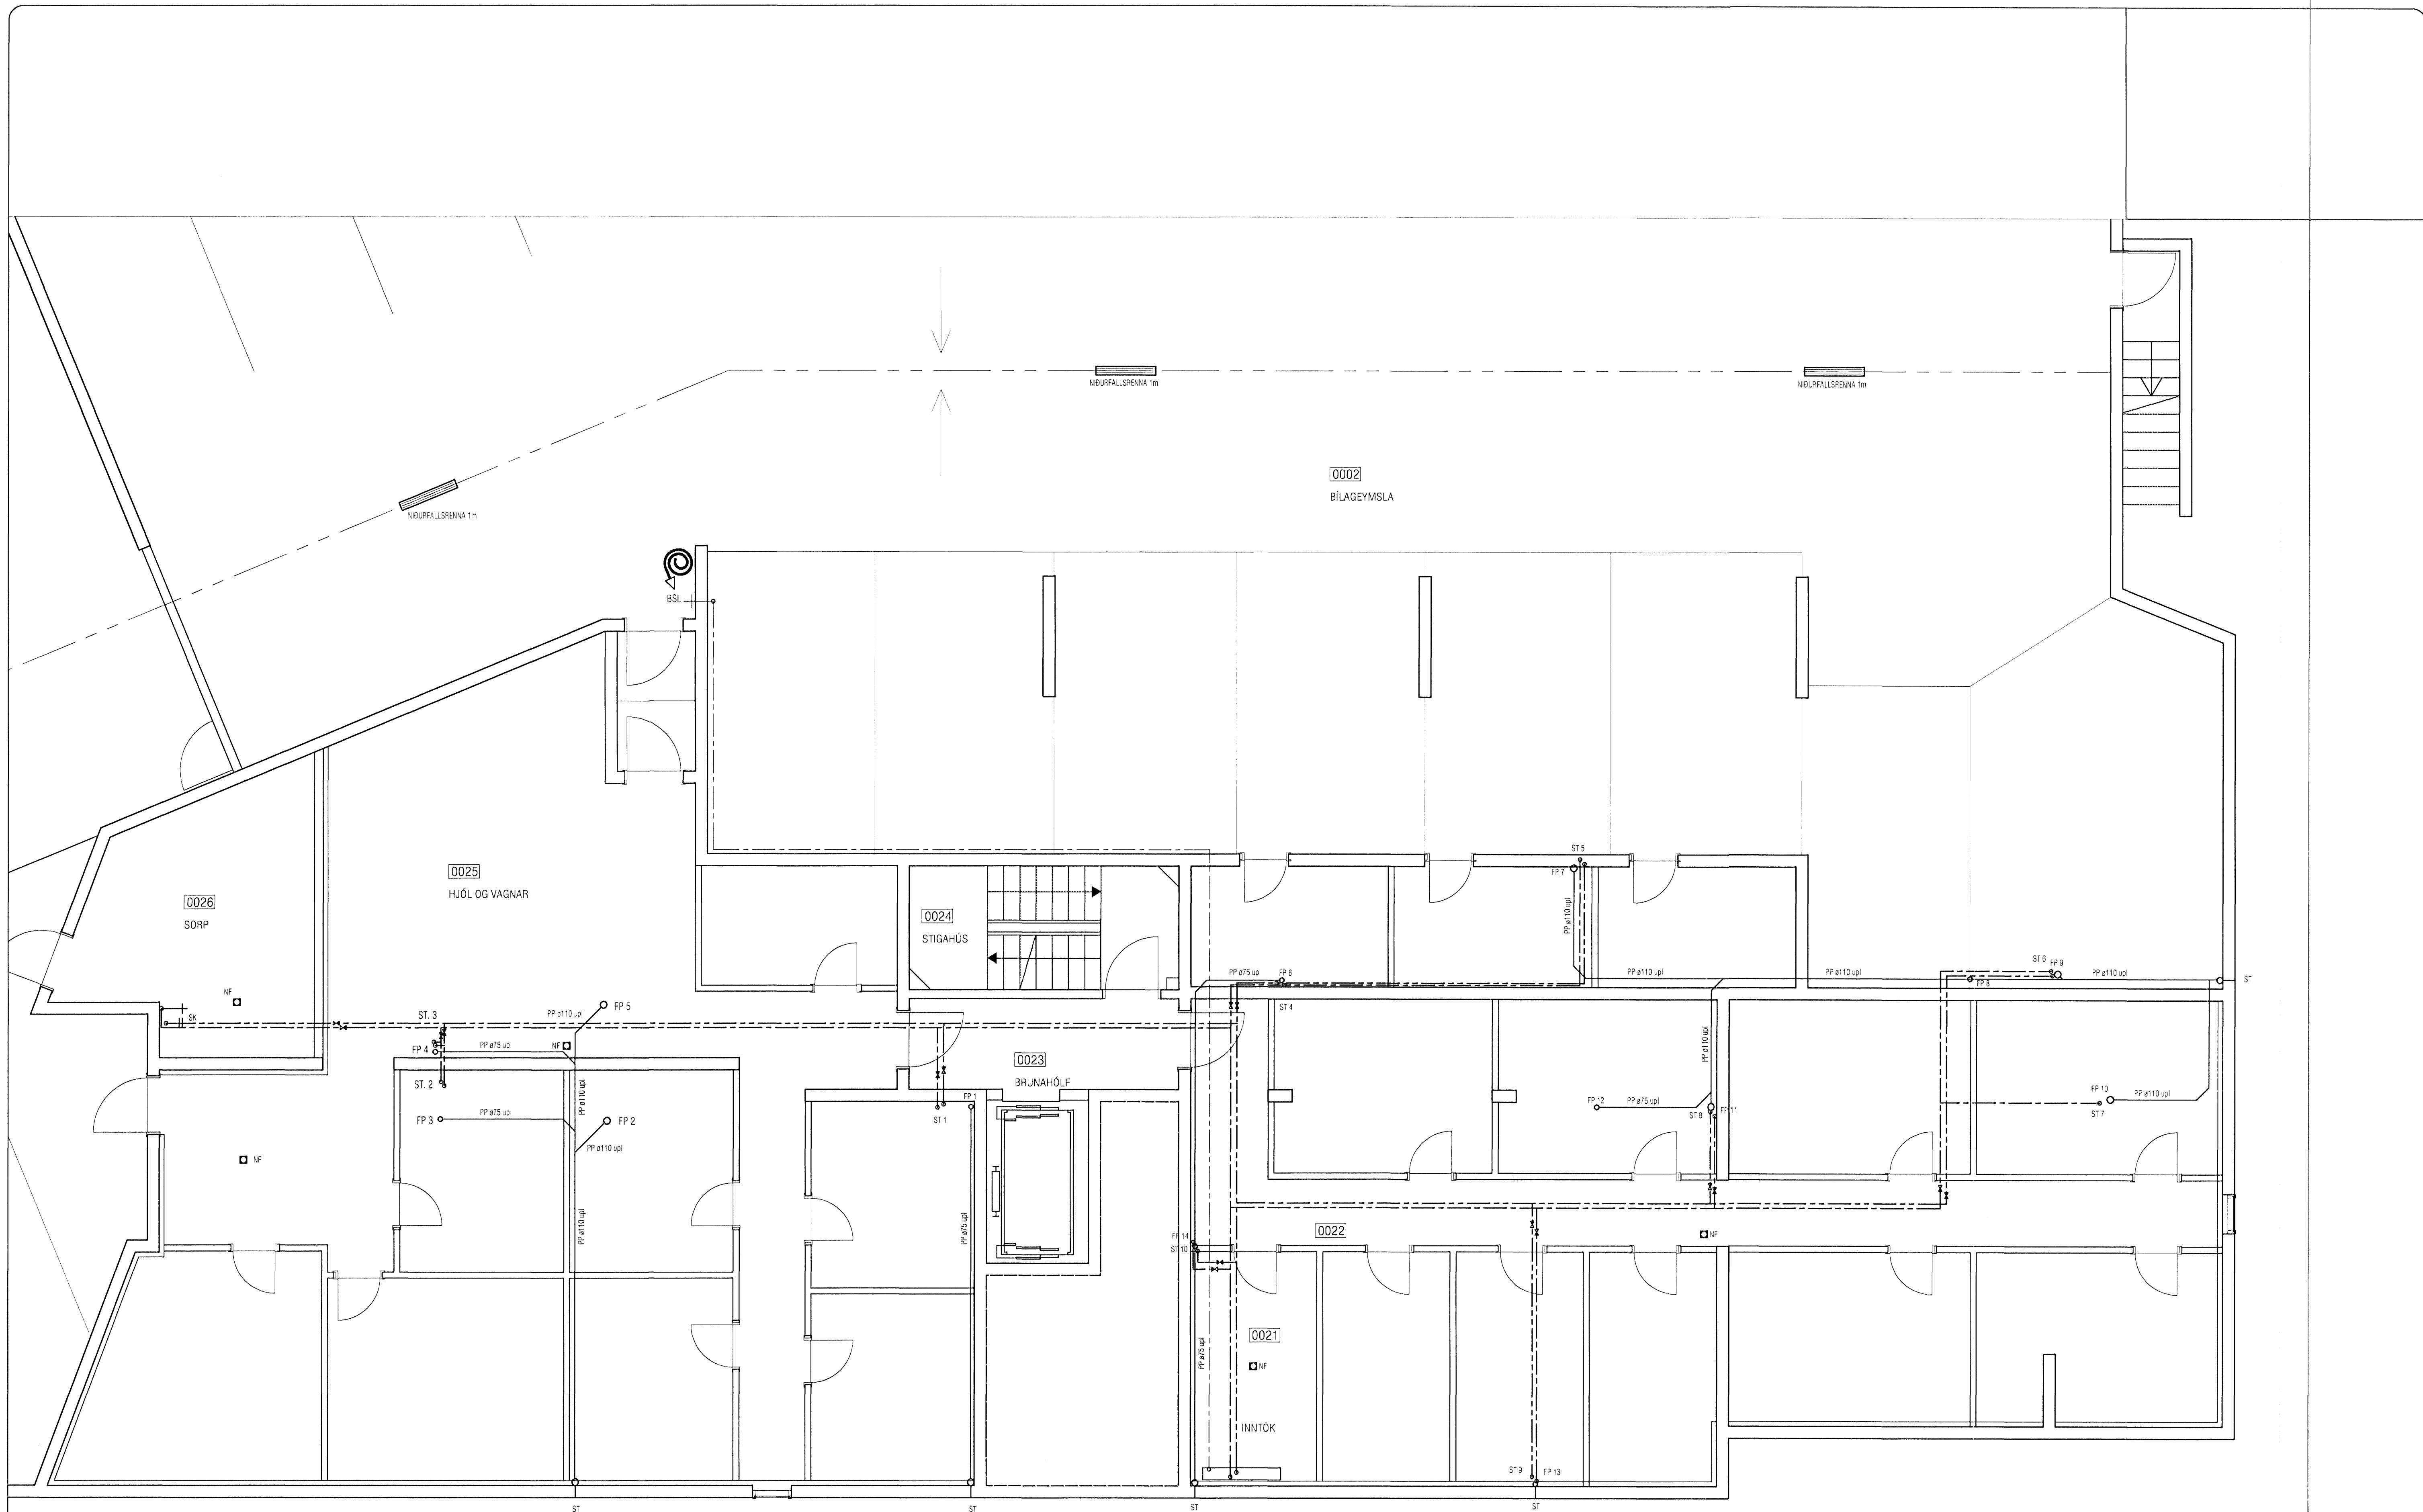 NIÐURFALLSRENNA 1m
NIÐURFALLSRENNA 1m
0002
BÍLAGEYMSLA
NIÐURFALLSRENNA 1m
BSL
ST 5
0025
FP 7
HJÓL OG VAGNAR
0026
0024
PP ø110 upl
SORP
STIGAHÚS
ST 6
FP 9
PP ø75 upl
FP 6
PP ø110 upl
PP ø110 upl
PP ø110 upl
FP 8
ST
NF
FP 5
SK
ST. 3
PP ø110 upl
ST 4
FP 4
PP ø75 upl
NF
PP ø110 upl
0023
BRUNAHÓLF
ST. 2
PP ø110 upl
FP 10
PP ø110 upl
FP 3
PP ø75 upl
FP 2
FP 1
ST 1
FP 12
PP ø75 upl
ST 8
FP 11
ST 7
PP ø110 upl
NF
PP ø110 upl
PP ø75 upl
FP 14
ST 10
0022
NF
0021
PP ø75 upl
NF
INNTÖK
ST 9
FP 13
ST
ST
ST
ST